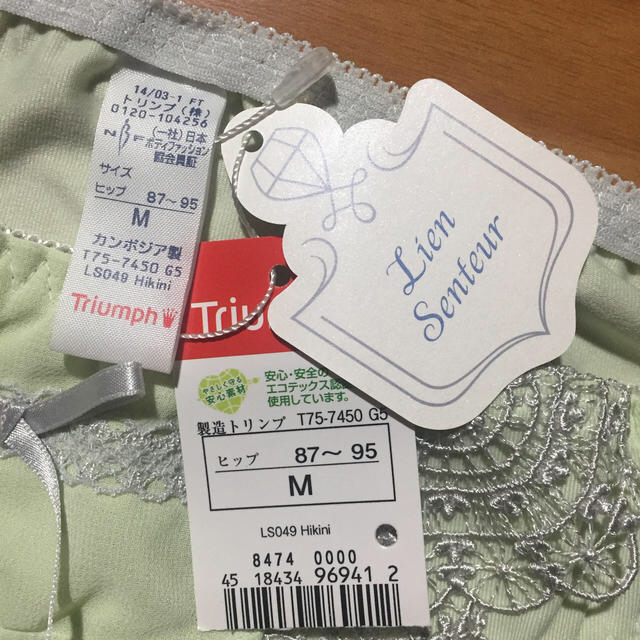 14/03-1 FT
トリンプ(株)
0120-104256
(一社)日本
NBF ボディファッション
協会員証
サイズ
ヒップ 87～95
M
カンボジア製
T75-7450 G5
LS049 Hikini
Triumph
Lien
Senteur
Triu
やさしく守る
安心素材
安心・安全の
エコテックス認
使用しています。
製造トリンプ T75-7450 G5
ヒップ 87～95
M
LS049 Hikini
8474 0000
45 18434 96941 2